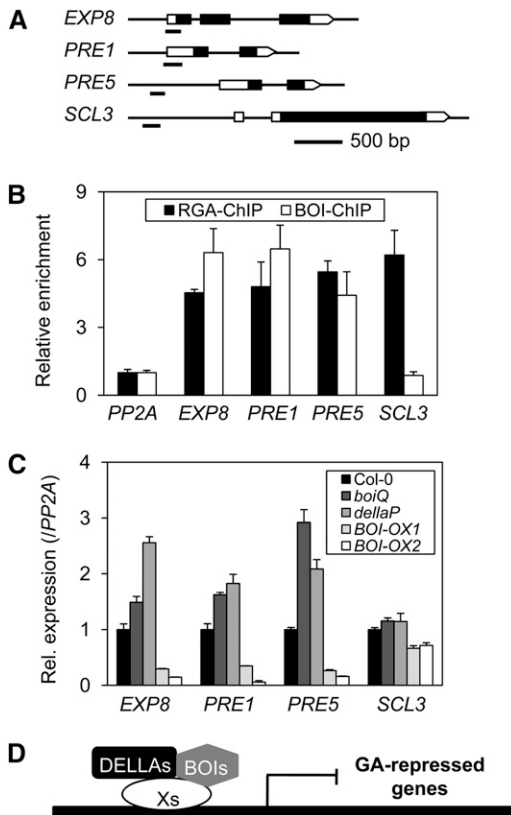 A
EXP8
PRE1
PRE5
SCL3
500 bp
B
Relative enrichment
9
6
3
0
RGA-ChIP BOI-ChIP
PP2A EXP8 PRE1 PRE5 SCL3
C
Rel. expression (/PP2A)
4
3
2
1
0
Col-0
boiQ
dellaP
BOI-OX1
BOI-OX2
EXP8 PRE1 PRE5 SCL3
D
DELLAs BOIs
Xs
GA-repressed
genes